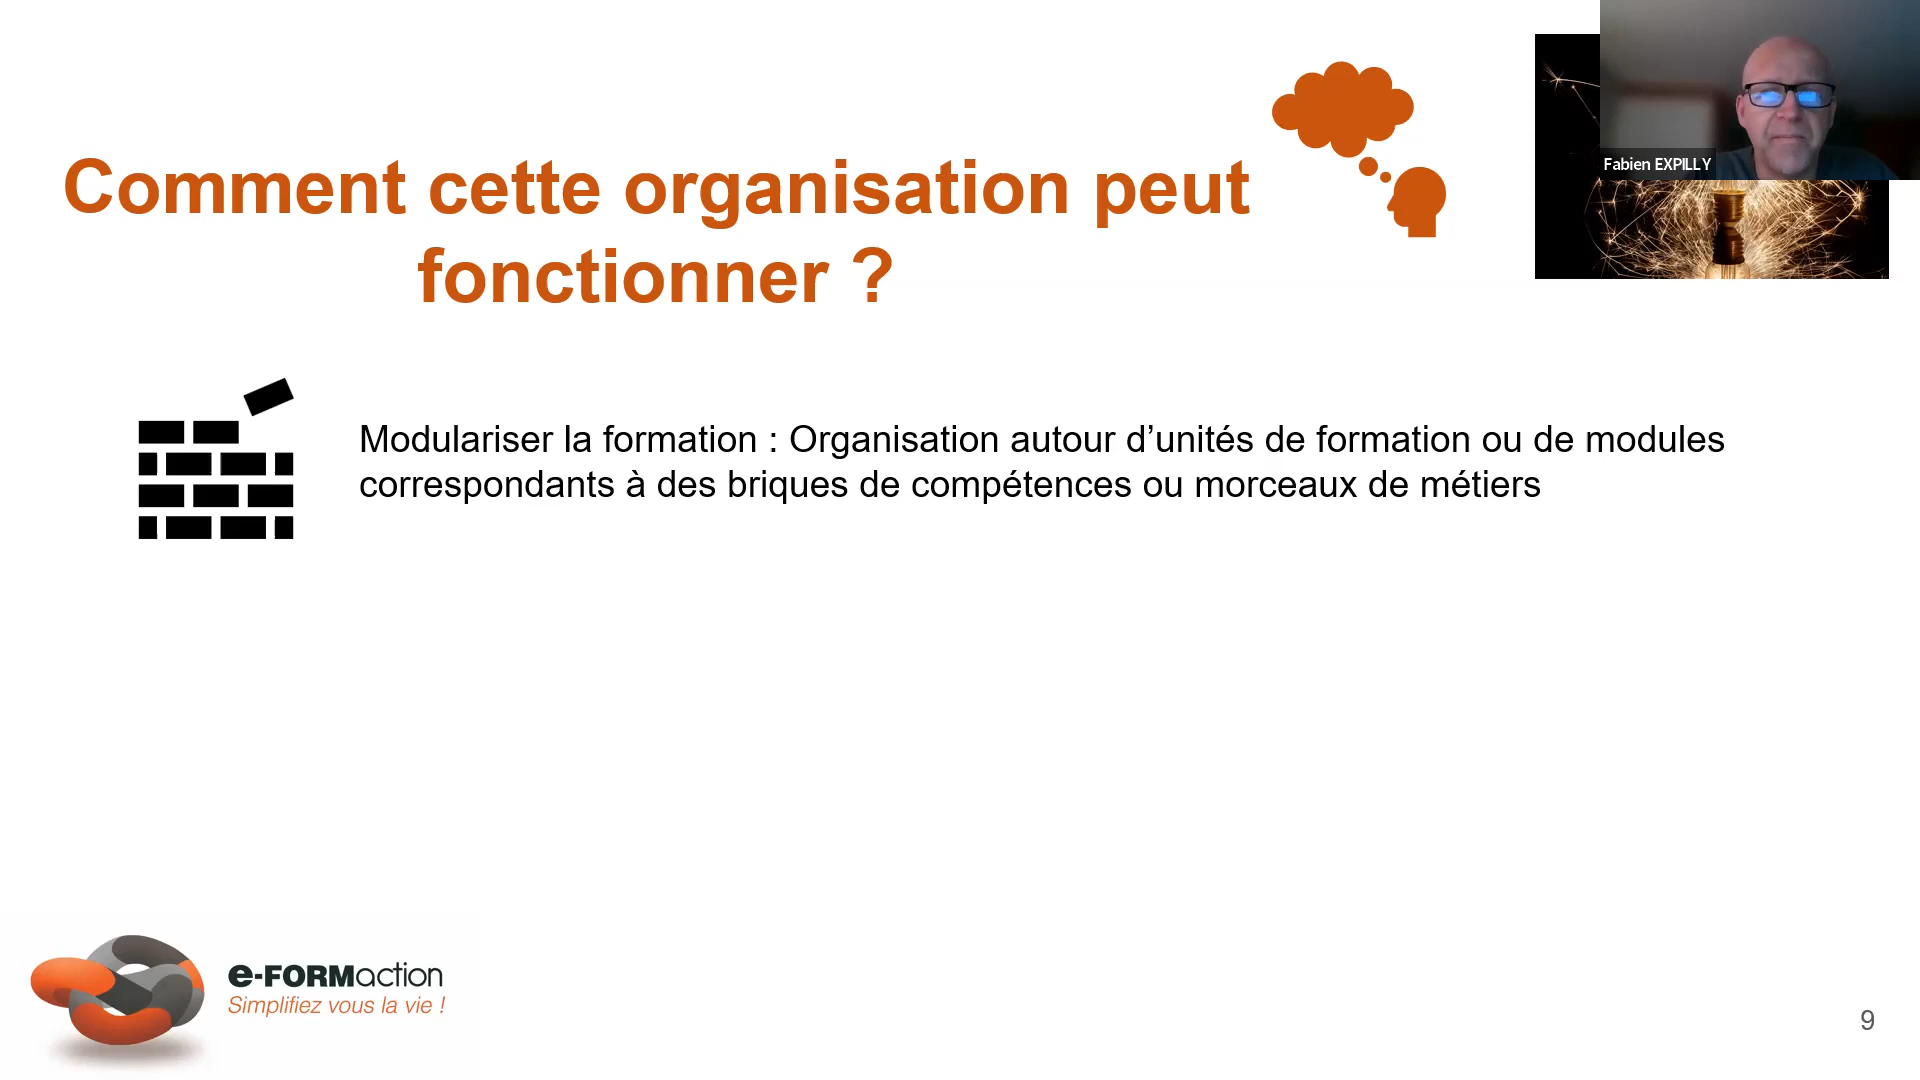 Fabien EXPILLY
Comment cette organisation peut
fonctionner ?
Modulariser la formation : Organisation autour d’unités de formation ou de modules
correspondants à des briques de compétences ou morceaux de métiers
e-FORMaction
Simplifiez vous la vie !
9